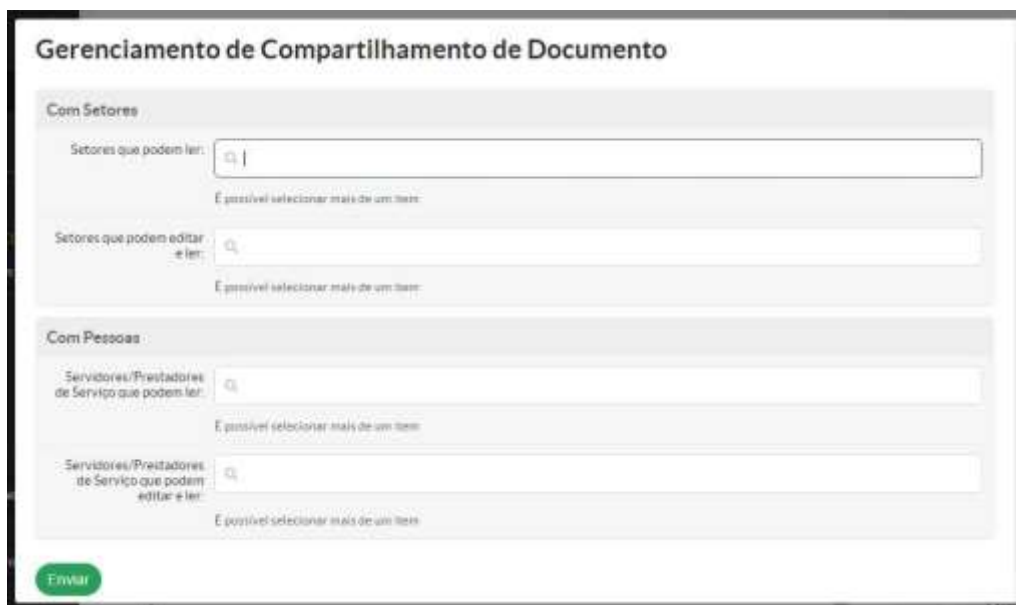 Gerenciamento de Compartilhamento de Documento
Com Setores
Setores que podem ler:
É possível selecionar mais de um item
Setores que podem editar
e ler:
É possível selecionar mais de um item
Com Pessoas
Servidores/Prestadores
de Serviço que podem ler:
É possível selecionar mais de um item
Servidores/Prestadores
de Serviço que podem
editar e ler:
É possível selecionar mais de um item
Enviar